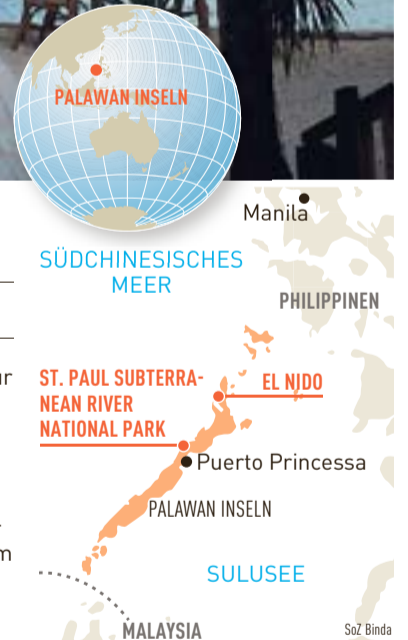 PALAWAN INSELN
Manila
SÜDCHINESISCHES
MEER
PHILIPPINEN
ST. PAUL SUBTERRA-
NEAN RIVER
NATIONAL PARK
EL NIDO
Puerto Princessa
PALAWAN INSELN
SULUSEE
MALAYSIA
SoZ Binda